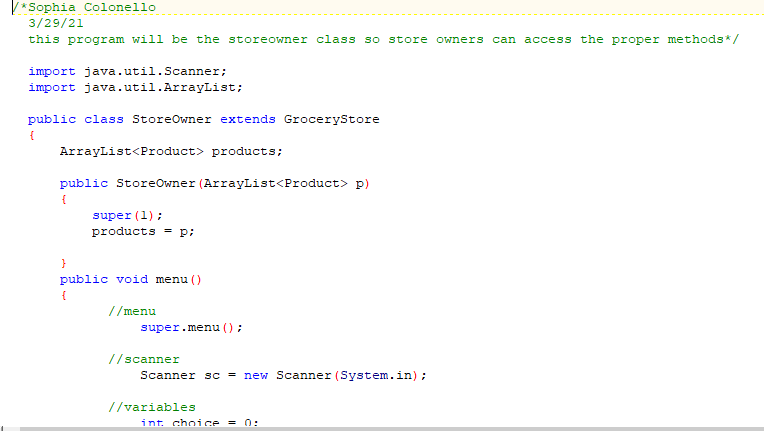 /*Sophia Colonello
3/29/21
this program will be the storeowner class so store owners can access the proper methods*/
import java.util.Scanner;
import java.util.ArrayList;
public class StoreOwner extends GroceryStore
{
ArrayList<Product> products;
public StoreOwner(ArrayList<Product> p)
{
super(1);
products = p;
}
public void menu()
{
//menu
super.menu();
//scanner
Scanner sc = new Scanner(System.in);
//variables
int choice = 0;